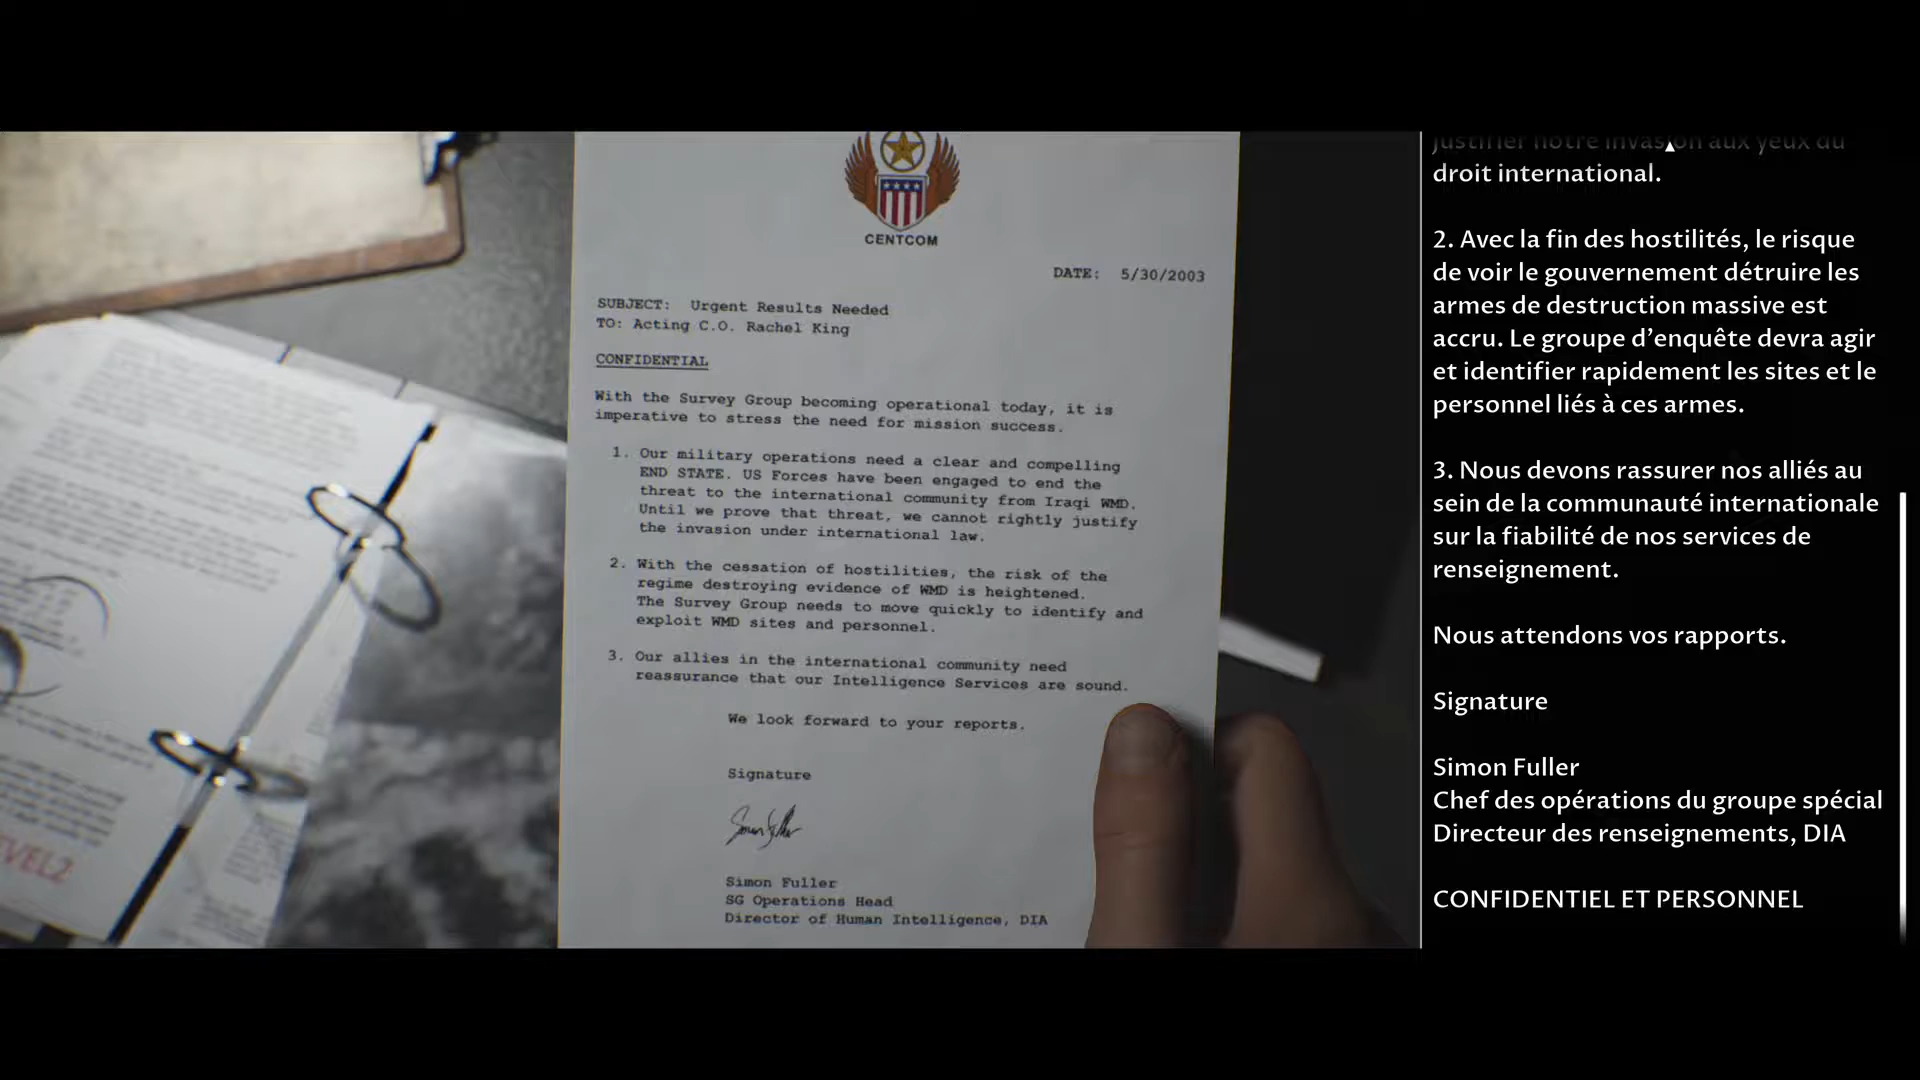 CENTCOM
DATE: 5/30/2003
SUBJECT: Urgent Results Needed
TO: Acting C.O. Rachel King
CONFIDENTIAL
With the Survey Group becoming operational today, it is
imperative to stress the need for mission success.
1. Our military operations need a clear and compelling
END STATE. US Forces have been engaged to end the
threat to the international community from Iraqi WMD.
Until we prove that threat, we cannot rightly justify
the invasion under international law.
2. With the cessation of hostilities, the risk of the
regime destroying evidence of WMD is heightened.
The Survey Group needs to move quickly to identify and
exploit WMD sites and personnel.
3. Our allies in the international community need
reassurance that our Intelligence Services are sound.
We look forward to your reports.
Signature
Simon Fuller
Simon Fuller
SG Operations Head
Director of Human Intelligence, DIA
justifier notre invasion aux yeux du
droit international.
2. Avec la fin des hostilités, le risque
de voir le gouvernement détruire les
armes de destruction massive est
accru. Le groupe d’enquête devra agir
et identifier rapidement les sites et le
personnel liés à ces armes.
3. Nous devons rassurer nos alliés au
sein de la communauté internationale
sur la fiabilité de nos services de
renseignement.
Nous attendons vos rapports.
Signature
Simon Fuller
Chef des opérations du groupe spécial
Directeur des renseignements, DIA
CONFIDENTIEL ET PERSONNEL